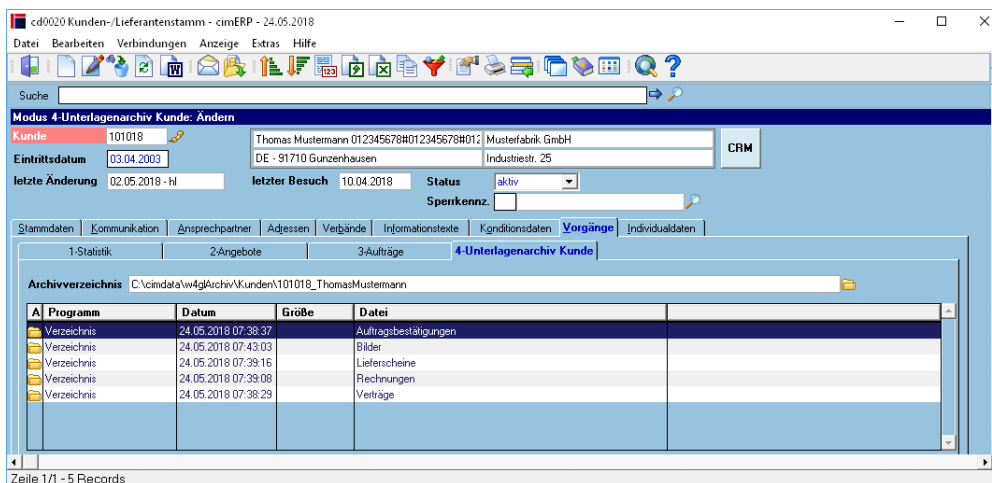 cd0020 Kunden-/Lieferantenstamm - cimERP - 24.05.2018
Datei Bearbeiten Verbindungen Anzeige Extras Hilfe
Suche
Modus 4-Unterlagenarchiv Kunde: Ändern
Kunde 101018 Thomas Mustermann 012345678#012345678#012 Musterfabrik GmbH CRM
Eintrittsdatum 03.04.2003 DE - 91710 Gunzenhausen Industriestr. 25
letzte Änderung 02.05.2018 - hl letzter Besuch 10.04.2018 Status aktiv
Sperrkennz.
Stammdaten Kommunikation Ansprechpartner Adressen Verbände Informationstexte Konditionsdaten Vorgänge Individualdaten
1-Statistik 2-Angebote 3-Aufträge 4-Unterlagenarchiv Kunde
Archivverzeichnis C:\cimdata\w4glArchiv\Kunden\101018_ThomasMustermann
A Programm Datum Größe Datei
Verzeichnis 24.05.2018 07:38:37 Auftragsbestätigungen
Verzeichnis 24.05.2018 07:43:03 Bilder
Verzeichnis 24.05.2018 07:39:16 Lieferscheine
Verzeichnis 24.05.2018 07:39:08 Rechnungen
Verzeichnis 24.05.2018 07:38:29 Verträge
Zeile 1/1 - 5 Records